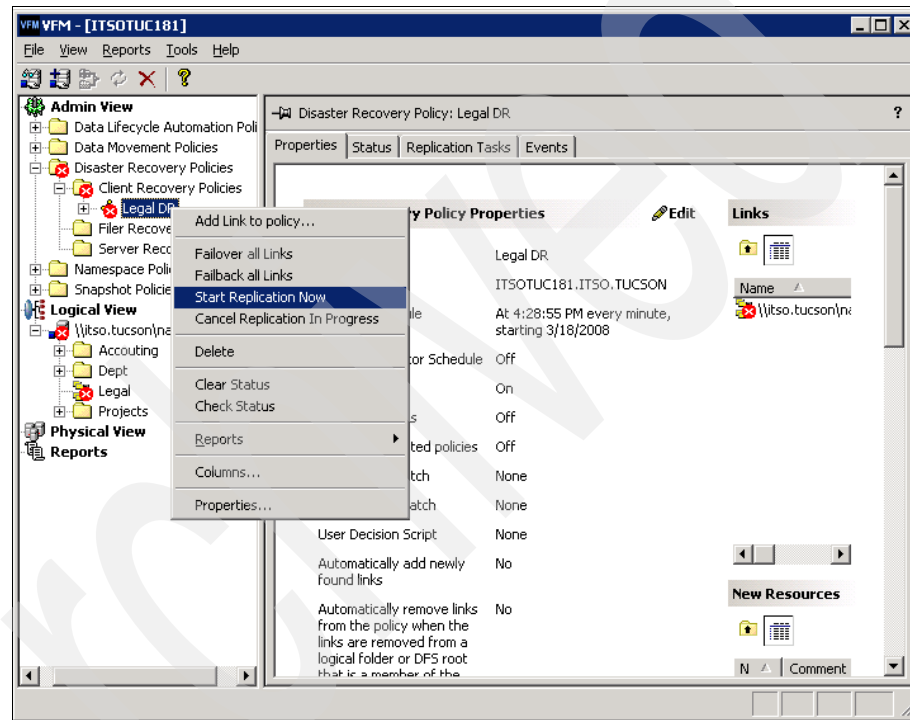 VFM VFM - [ITSOTUC181]
File View Reports Tools Help
Admin View
Data Lifecycle Automation Poli
Data Movement Policies
Disaster Recovery Policies
Client Recovery Policies
Legal DR
Filer Recove
Server Reco
Namespace Poli
Snapshot Policie
Logical View
\\itso.tucson\na
Accouting
Dept
Legal
Projects
Physical View
Reports
Add Link to policy...
Failover all Links
Failback all Links
Start Replication Now
Cancel Replication In Progress
Delete
Clear Status
Check Status
Reports
Columns...
Properties...
Disaster Recovery Policy: Legal DR ?
Properties Status Replication Tasks Events
y Policy Properties Edit
Legal DR
ITSOTUC181.ITSO.TUCSON
le At 4:28:55 PM every minute,
starting 3/18/2008
tor Schedule Off
On
s Off
ted policies Off
tch None
atch None
User Decision Script None
Automatically add newly No
found links
Automatically remove links No
from the policy when the
links are removed from a
logical folder or DFS root
that is a member of the
Links
Name
\\itso.tucson\na
New Resources
N Comment